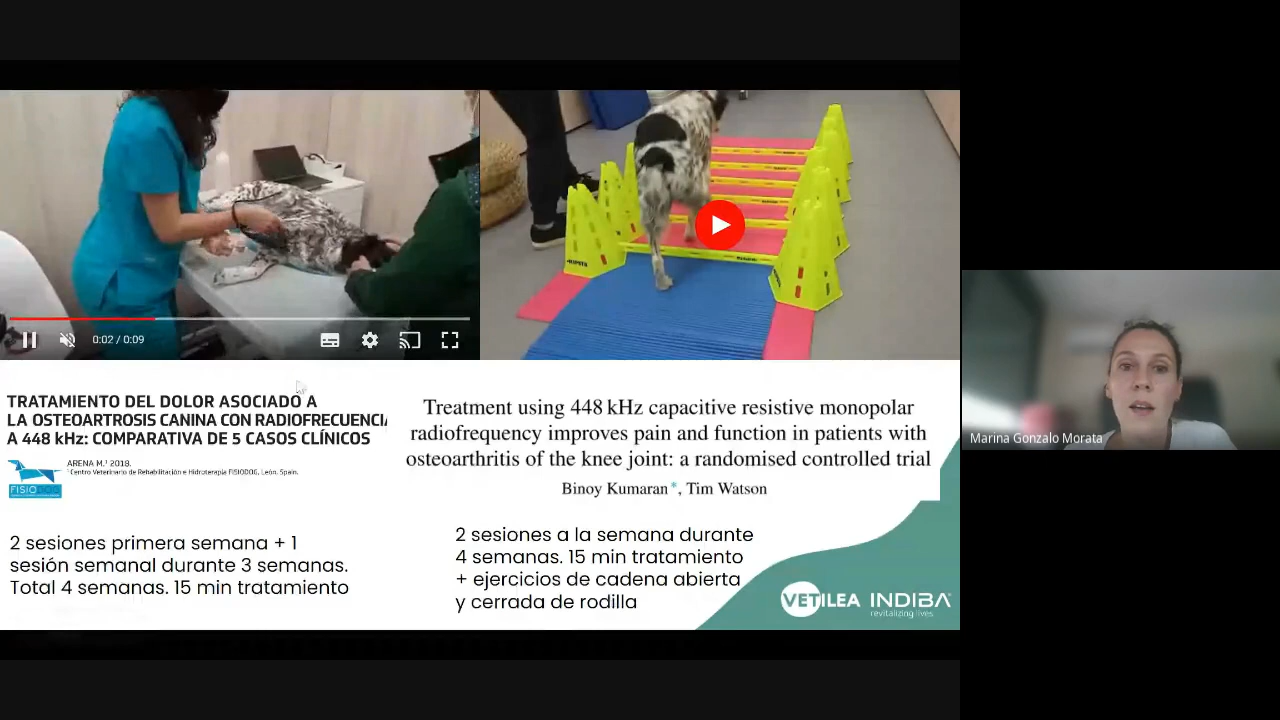 0:02 / 0:09
TRATAMIENTO DEL DOLOR ASOCIADO A
LA OSTEOARTROSIS CANINA CON RADIOFRECUENCI
A 448 kHz: COMPARATIVA DE 5 CASOS CLÍNICOS
ARENA M.¹ 2018.
¹ Centro Veterinario de Rehabilitación e Hidroterapia FISIODOG, León, Spain.
FISIODOG
2 sesiones primera semana + 1
sesión semanal durante 3 semanas.
Total 4 semanas. 15 min tratamiento
Treatment using 448 kHz capacitive resistive monopolar
radiofrequency improves pain and function in patients with
osteoarthritis of the knee joint: a randomised controlled trial
Binoy Kumaran *, Tim Watson
2 sesiones a la semana durante
4 semanas. 15 min tratamiento
+ ejercicios de cadena abierta
y cerrada de rodilla
VETILEA INDIBA®
revitalizing lives
Marina Gonzalo Morata